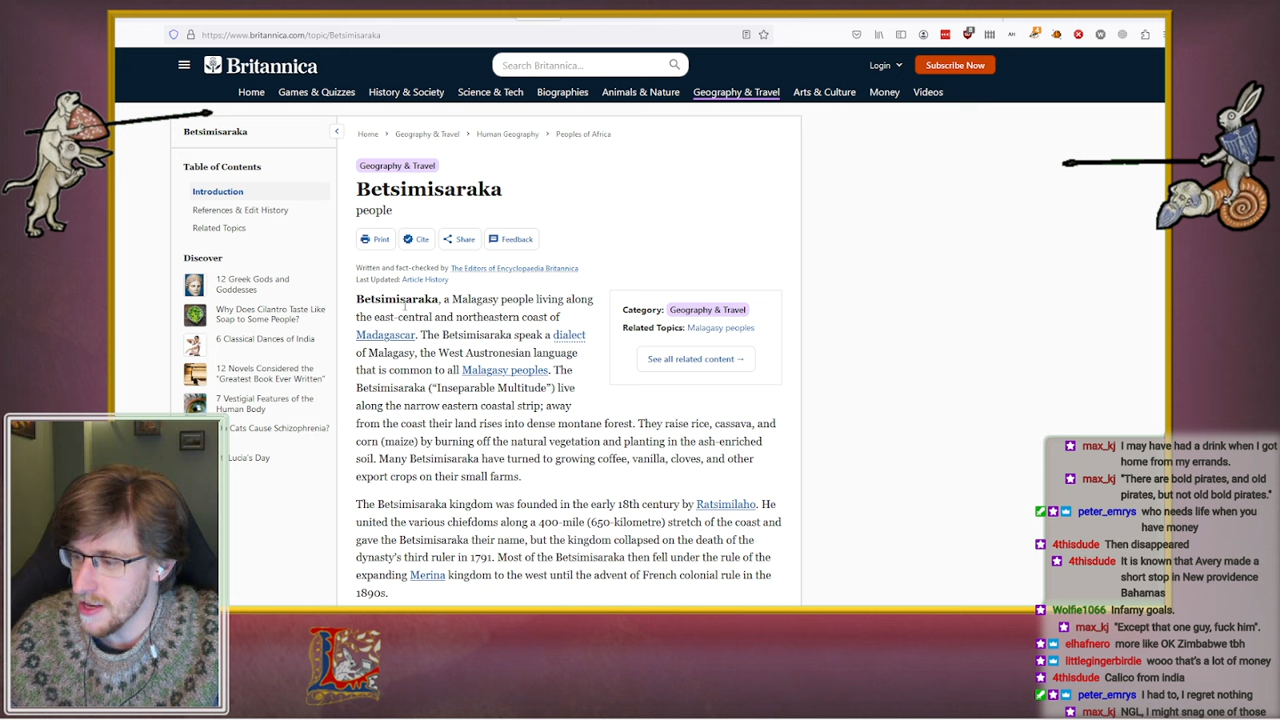 https://www.britannica.com/topic/Betsimisaraka
Britannica
Search Britannica...
Login
Subscribe Now
Home
Games & Quizzes
History & Society
Science & Tech
Biographies
Animals & Nature
Geography & Travel
Arts & Culture
Money
Videos
Betsimisaraka
Table of Contents
Introduction
References & Edit History
Related Topics
Discover
12 Greek Gods and
Goddesses
Why Does Cilantro Taste Like
Soap to Some People?
6 Classical Dances of India
12 Novels Considered the
"Greatest Book Ever Written"
7 Vestigial Features of the
Human Body
Cats Cause Schizophrenia?
Lucia's Day
Home > Geography & Travel > Human Geography > Peoples of Africa
Geography & Travel
Betsimisaraka
people
Print
Cite
Share
Feedback
Written and fact-checked by The Editors of Encyclopaedia Britannica
Last Updated: Article History
Betsimisaraka, a Malagasy people living along
the east-central and northeastern coast of
Madagascar. The Betsimisaraka speak a dialect
of Malagasy, the West Austronesian language
that is common to all Malagasy peoples. The
Betsimisaraka (“Inseparable Multitude”) live
along the narrow eastern coastal strip; away
from the coast their land rises into dense montane forest. They raise rice, cassava, and
corn (maize) by burning off the natural vegetation and planting in the ash-enriched
soil. Many Betsimisaraka have turned to growing coffee, vanilla, cloves, and other
export crops on their small farms.
The Betsimisaraka kingdom was founded in the early 18th century by Ratsimilaho. He
united the various chiefdoms along a 400-mile (650-kilometre) stretch of the coast and
gave the Betsimisaraka their name, but the kingdom collapsed on the death of the
dynasty’s third ruler in 1791. Most of the Betsimisaraka then fell under the rule of the
expanding Merina kingdom to the west until the advent of French colonial rule in the
1890s.
Category: Geography & Travel
Related Topics: Malagasy peoples
See all related content →
max_kj I may have had a drink when I got
home from my errands.
max_kj "There are bold pirates, and old
pirates, but not old bold pirates."
peter_emrys who needs life when you
have money
4thisdude Then disappeared
4thisdude It is known that Avery made a
short stop in New providence
Bahamas
Wolfie1066 Infamy goals.
max_kj "Except that one guy, fuck him".
elhafnero more like OK Zimbabwe tbh
littlegingerbirdie wooo that's a lot of money
4thisdude Calico from india
peter_emrys I had to, I regret nothing
max_kj NGL, I might snag one of those